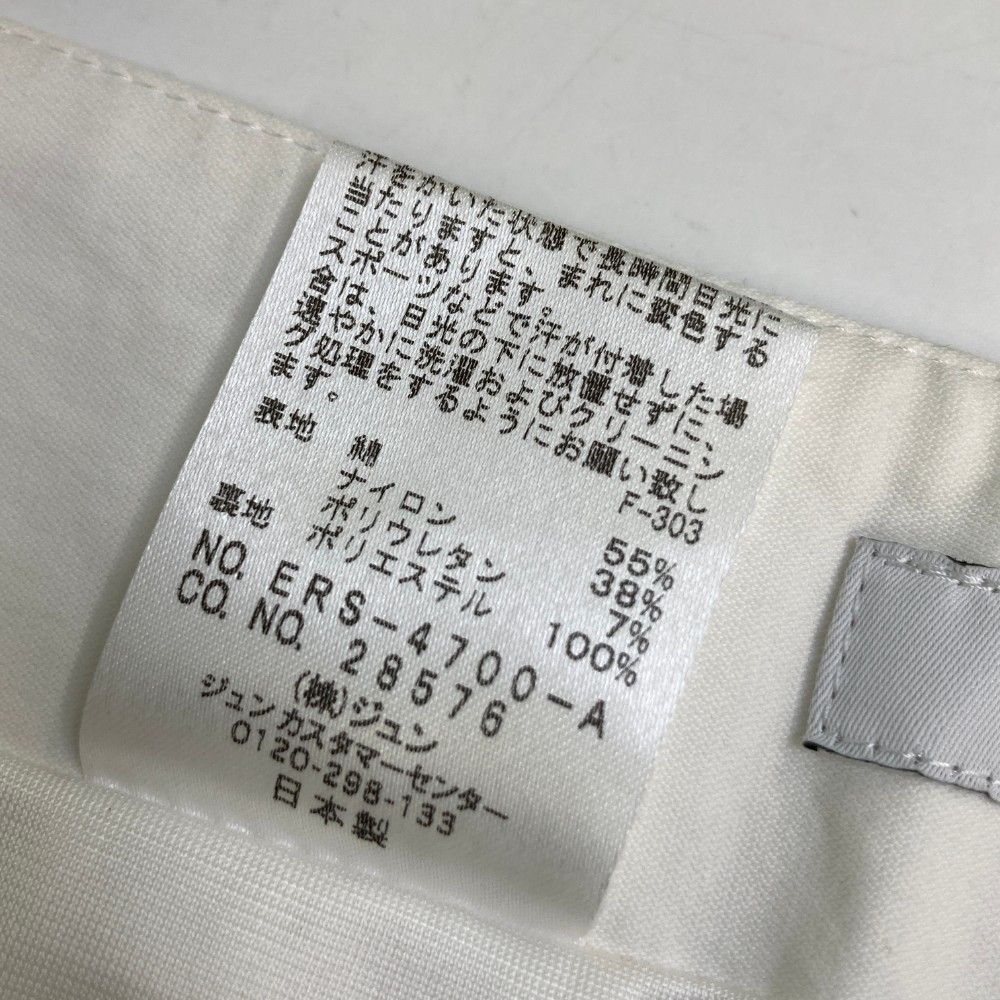 汗をかいた状態で長時間日光に
当たりますと、まれに変色する
ことがあります。
スポーツなどで汗が付着した場
合は、日光の下に放置せずに、
速やかに洗濯およびクリーニン
グ処理をするようにお願い致し
ます。
F-303
表地 綿 55%
ナイロン 38%
ポリウレタン 7%
裏地 ポリエステル 100%
NO. ERS-4700-A
CO. NO. 28576
(株)ジュン
ジュンカスタマーセンター
0120-298-133
日本製